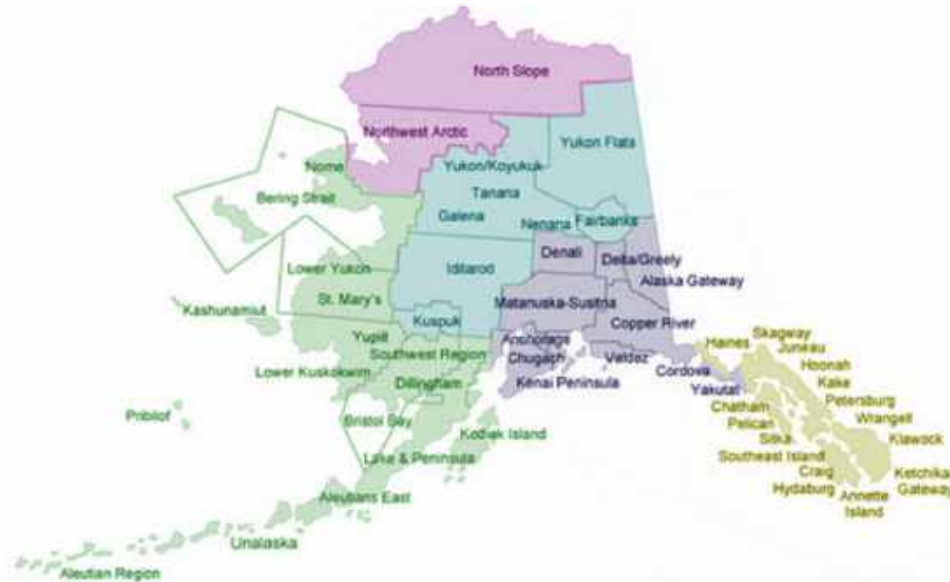 North Slope
Northwest Arctic
Yukon Flats
Nome
Yukon/Koyukuk
Bering Strait
Tanana
Galena
Nenana
Fairbanks
Denali
Delta/Greely
Lower Yukon
Iditarod
Alaska Gateway
St. Mary's
Matanuska-Susitna
Kashunamiut
Kuspuk
Copper River
Yupiit
Anchorage
Skagway
Haines
Juneau
Southwest Region
Chugach
Valdez
Hoonah
Lower Kuskokwim
Cordova
Kake
Dillingham
Kenai Peninsula
Yakutat
Petersburg
Pribilof
Chatham
Wrangell
Bristol Bay
Pelican
Kodiak Island
Sitka
Klawock
Lake & Peninsula
Southeast Island
Craig
Ketchika
Aleutians East
Hydaburg
Gateway
Annette
Island
Unalaska
Aleutian Region